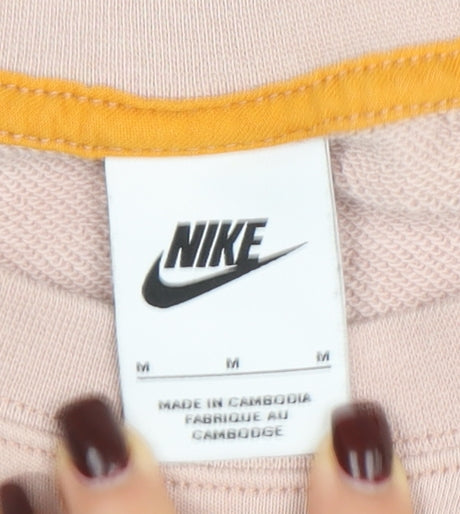 NIKE
M M M
MADE IN CAMBODIA
FABRIQUE AU
CAMBODGE